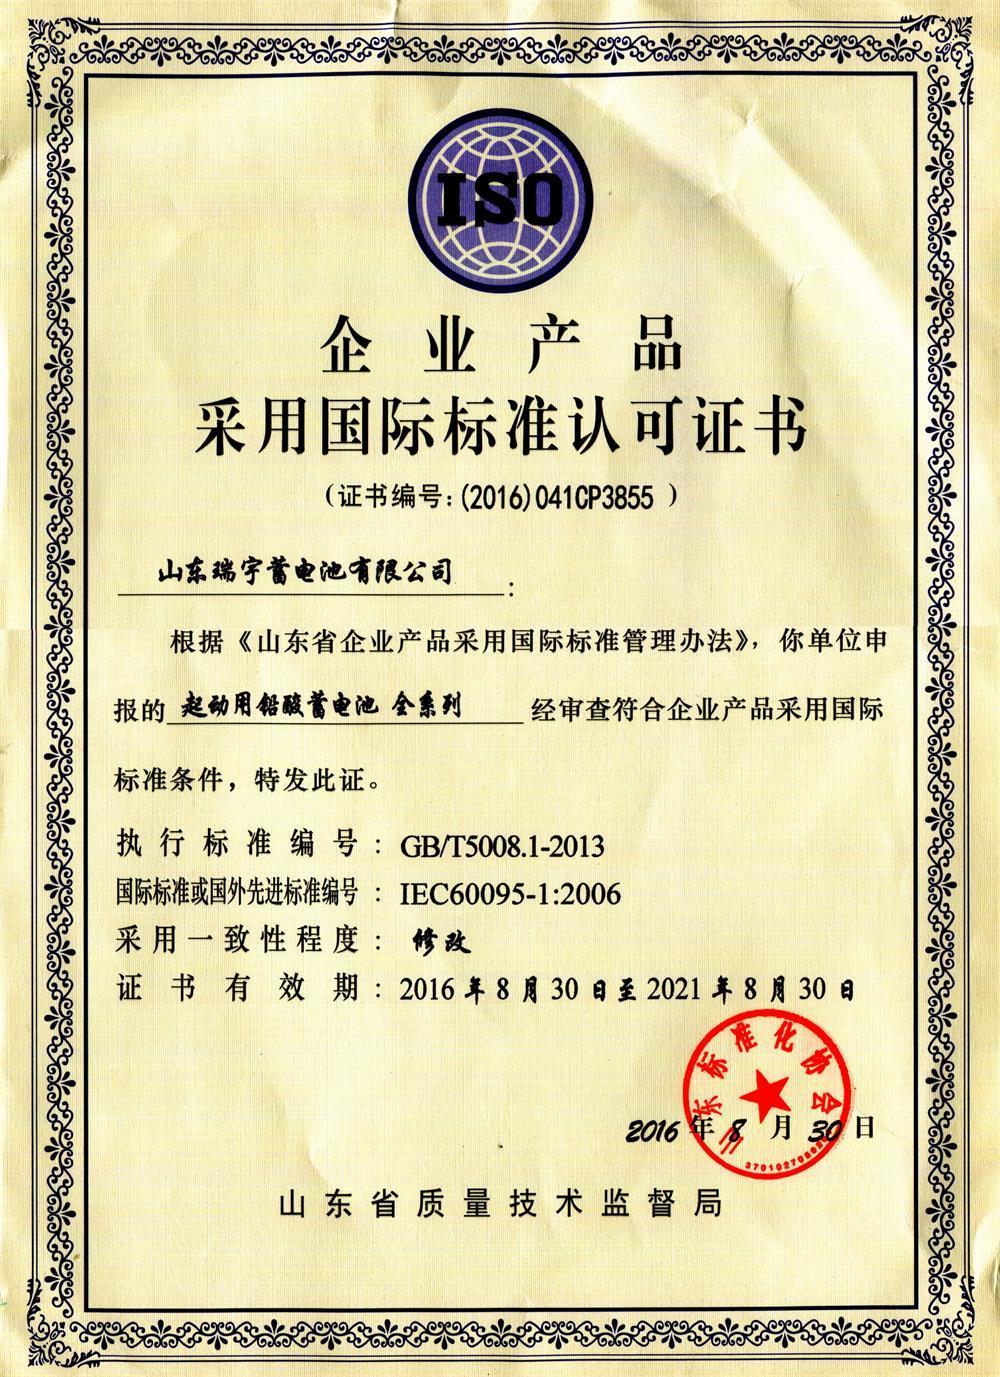 ISO
企业产品
采用国际标准认可证书
（证书编号：(2016)041CP3855）
山东瑞宇蓄电池有限公司：
根据《山东省企业产品采用国际标准管理办法》，你单位申
报的 起动用铅酸蓄电池 全系列 经审查符合企业产品采用国际
标准条件，特发此证。
执行标准编号：GB/T5008.1-2013
国际标准或国外先进标准编号：IEC60095-1:2006
采用一致性程度：修改
证书有效期：2016年8月30日至2021年8月30日
山东标准化协会
2016年8月30日
山东省质量技术监督局